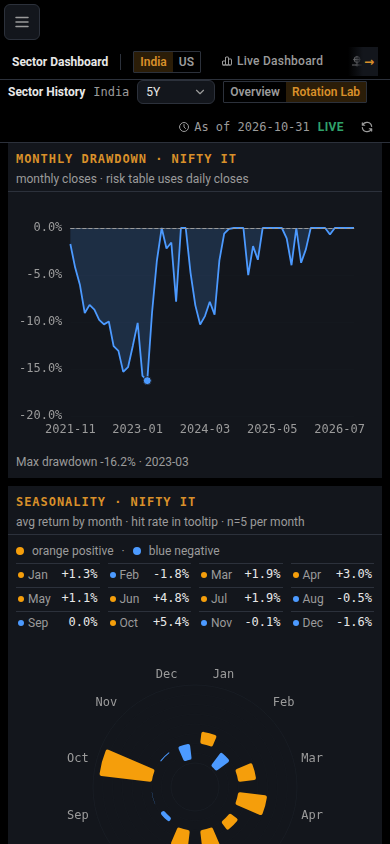 Sector Dashboard India US Live Dashboard →
Sector History India 5Y Overview Rotation Lab
As of 2026-10-31 LIVE
MONTHLY DRAWDOWN · NIFTY IT
monthly closes · risk table uses daily closes
0.0%
-5.0%
-10.0%
-15.0%
-20.0%
2021-11 2023-01 2024-03 2025-05 2026-07
Max drawdown -16.2% · 2023-03
SEASONALITY · NIFTY IT
avg return by month · hit rate in tooltip · n=5 per month
orange positive · blue negative
Jan +1.3% Feb -1.8% Mar +1.9% Apr +3.0%
May +1.1% Jun +4.8% Jul +1.9% Aug -0.5%
Sep 0.0% Oct +5.4% Nov -0.1% Dec -1.6%
Dec Jan
Nov Feb
Oct Mar
Sep Apr